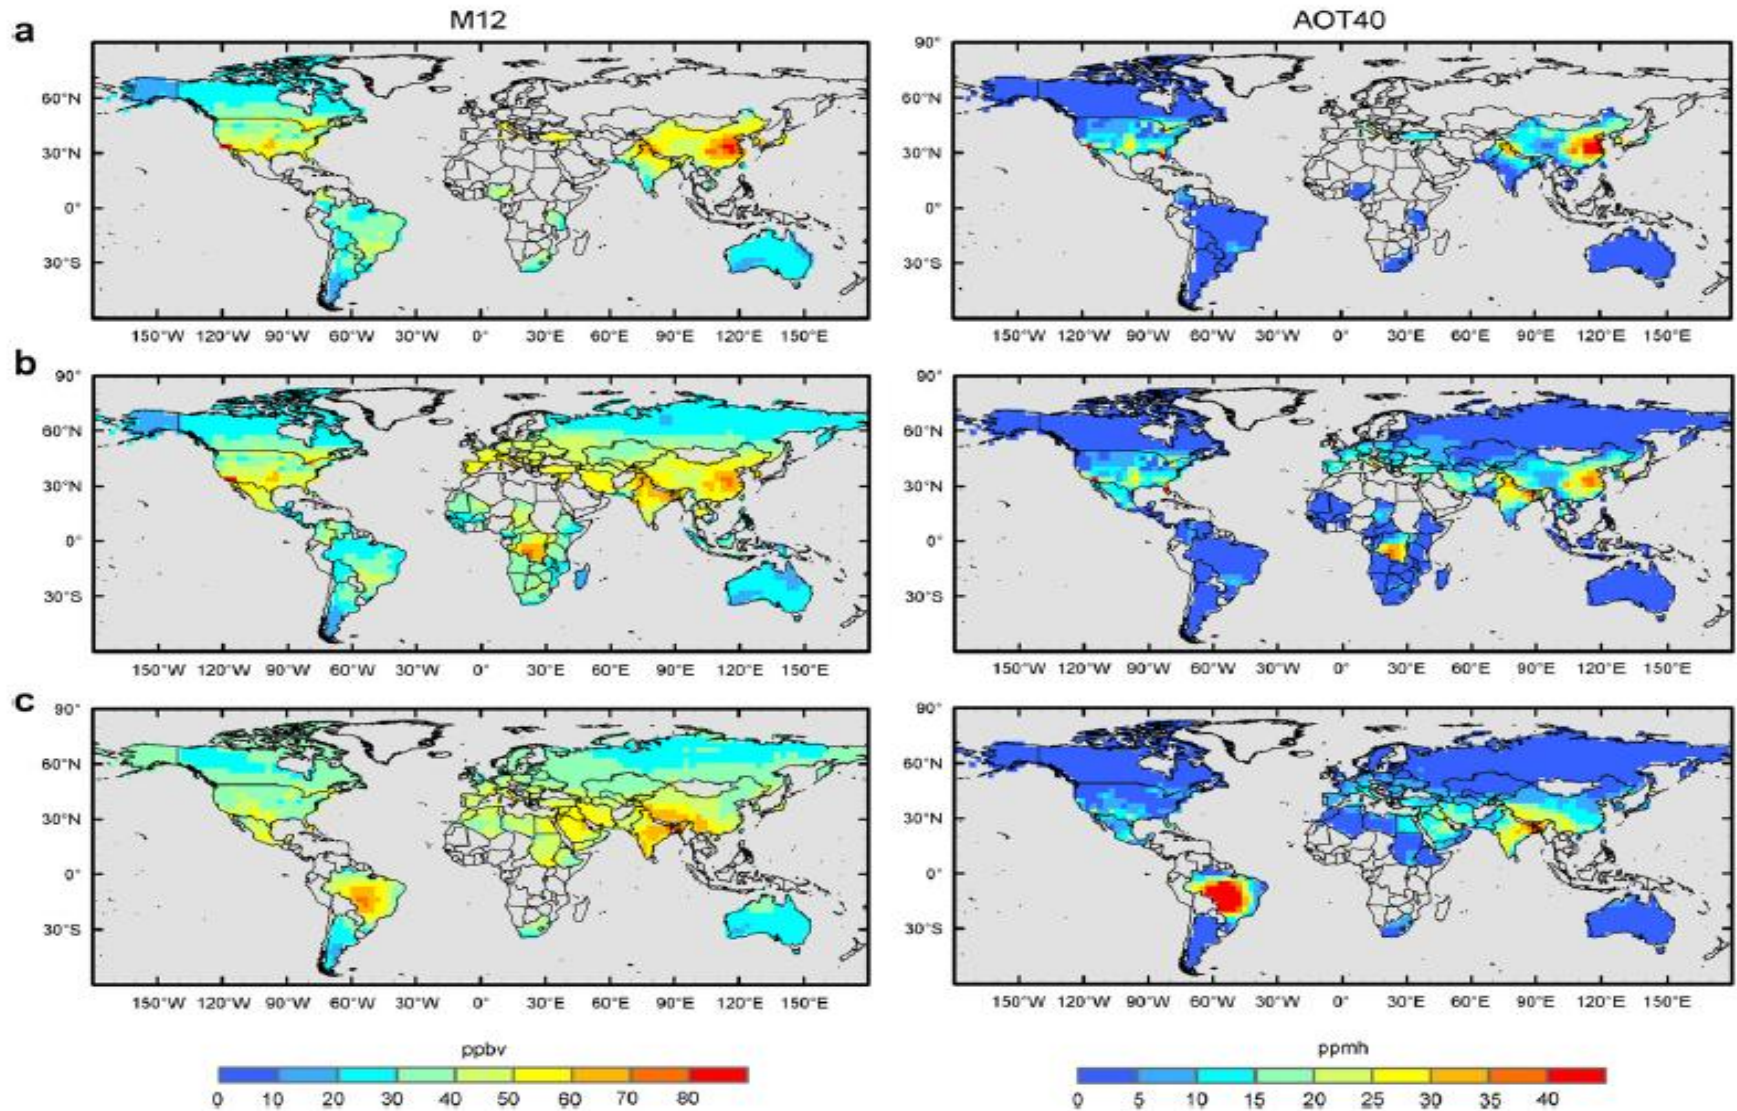 M12 AOT40
a
90°
60°N 60°N
30°N 30°N
0° 0°
30°S 30°S
150°W 120°W 90°W 60°W 30°W 0° 30°E 60°E 90°E 120°E 150°E 150°W 120°W 90°W 60°W 30°W 0° 30°E 60°E 90°E 120°E 150°E
b
90° 90°
60°N 60°N
30°N 30°N
0° 0°
30°S 30°S
150°W 120°W 90°W 60°W 30°W 0° 30°E 60°E 90°E 120°E 150°E 150°W 120°W 90°W 60°W 30°W 0° 30°E 60°E 90°E 120°E 150°E
c
90° 90°
60°N 60°N
30°N 30°N
0° 0°
30°S 30°S
150°W 120°W 90°W 60°W 30°W 0° 30°E 60°E 90°E 120°E 150°E 150°W 120°W 90°W 60°W 30°W 0° 30°E 60°E 90°E 120°E 150°E
ppbv ppmh
0 10 20 30 40 50 60 70 80 0 5 10 15 20 25 30 35 40